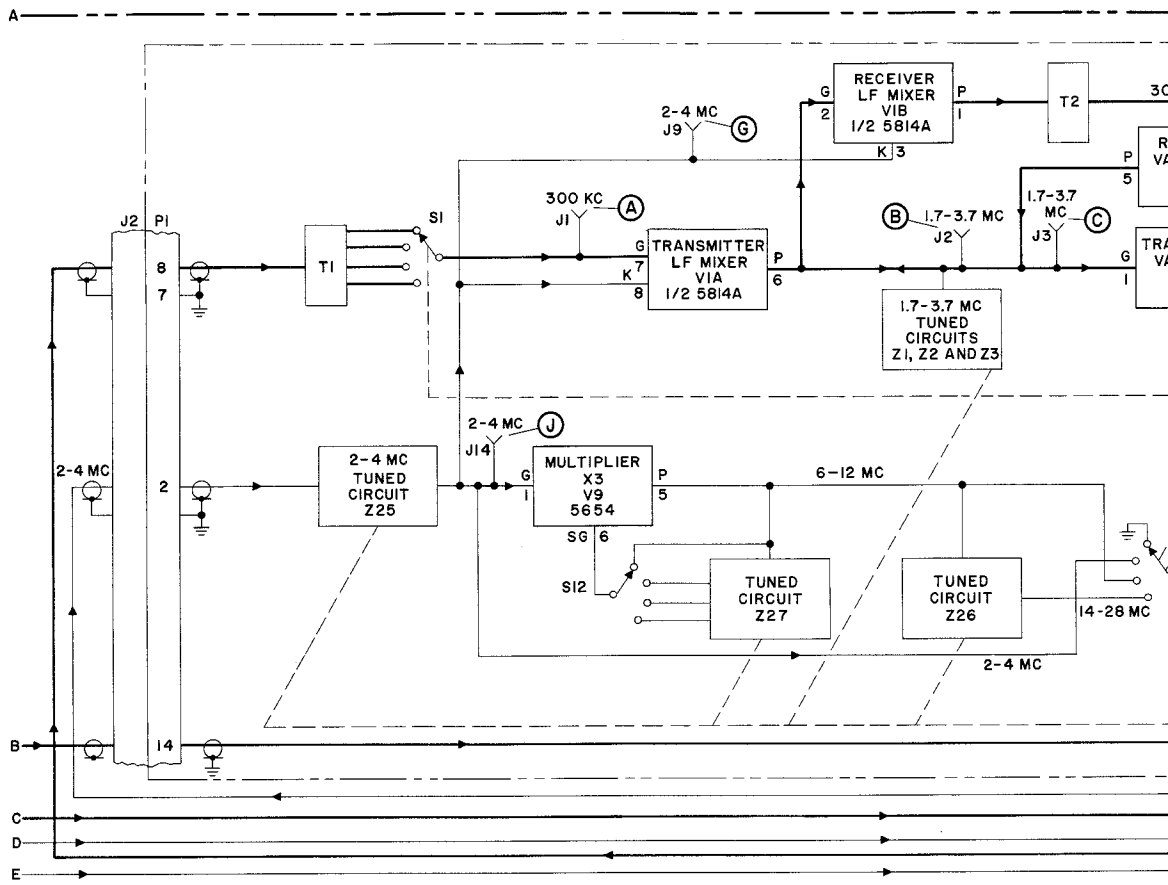 A
RECEIVER
LF MIXER
V1B
1/2 5814A
G
2
P
1
K 3
T2
30
2-4 MC
J9
G
R
VA
P
5
J2 P1
S1
300 KC
J1
A
B
1.7-3.7 MC
J2
1.7-3.7
MC
J3
C
8
7
T1
G
7
K
8
TRANSMITTER
LF MIXER
V1A
1/2 5814A
P
6
G
1
TRA
VA
1.7-3.7 MC
TUNED
CIRCUITS
Z1, Z2 AND Z3
2-4 MC
J14
J
2-4 MC
2
2-4 MC
TUNED
CIRCUIT
Z25
G
1
MULTIPLIER
X3
V9
5654
P
5
SG 6
6-12 MC
S12
TUNED
CIRCUIT
Z27
TUNED
CIRCUIT
Z26
14-28 MC
2-4 MC
B
14
C
D
E